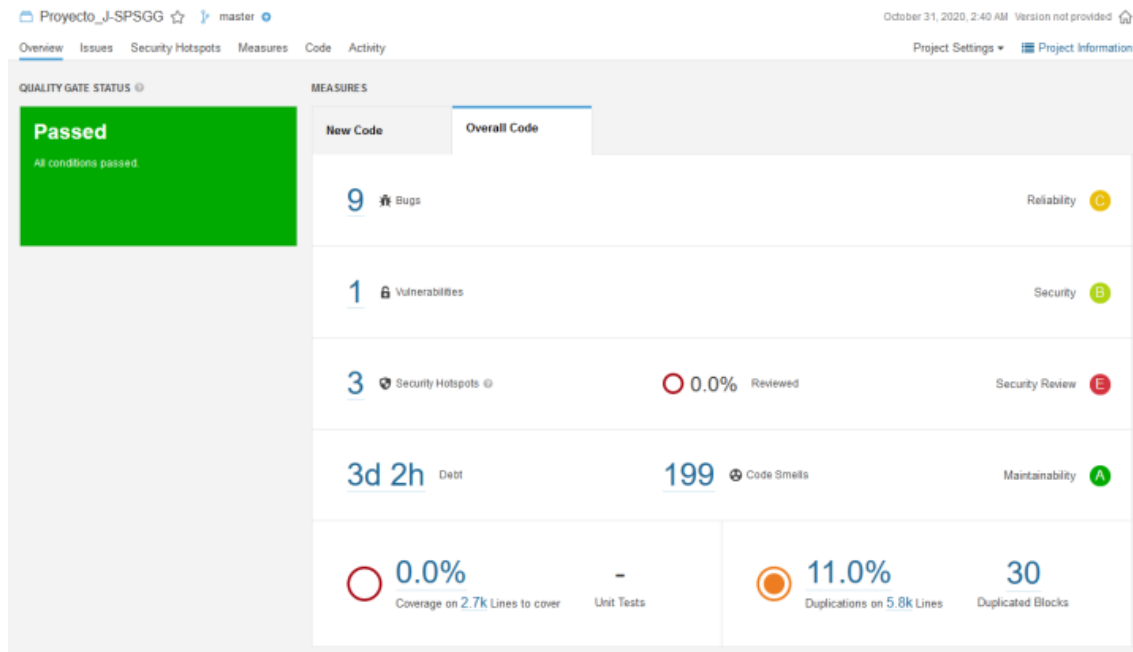 Proyecto_J-SPSGG master
October 31, 2020, 2:40 AM Version not provided
Overview Issues Security Hotspots Measures Code Activity
Project Settings Project Information
QUALITY GATE STATUS
MEASURES
Passed
All conditions passed.
New Code
Overall Code
9 Bugs
Reliability C
1 Vulnerabilities
Security B
3 Security Hotspots
0.0% Reviewed
Security Review E
3d 2h Debt
199 Code Smells
Maintainability A
0.0%
Coverage on 2.7k Lines to cover
-
Unit Tests
11.0%
Duplications on 5.8k Lines
30
Duplicated Blocks